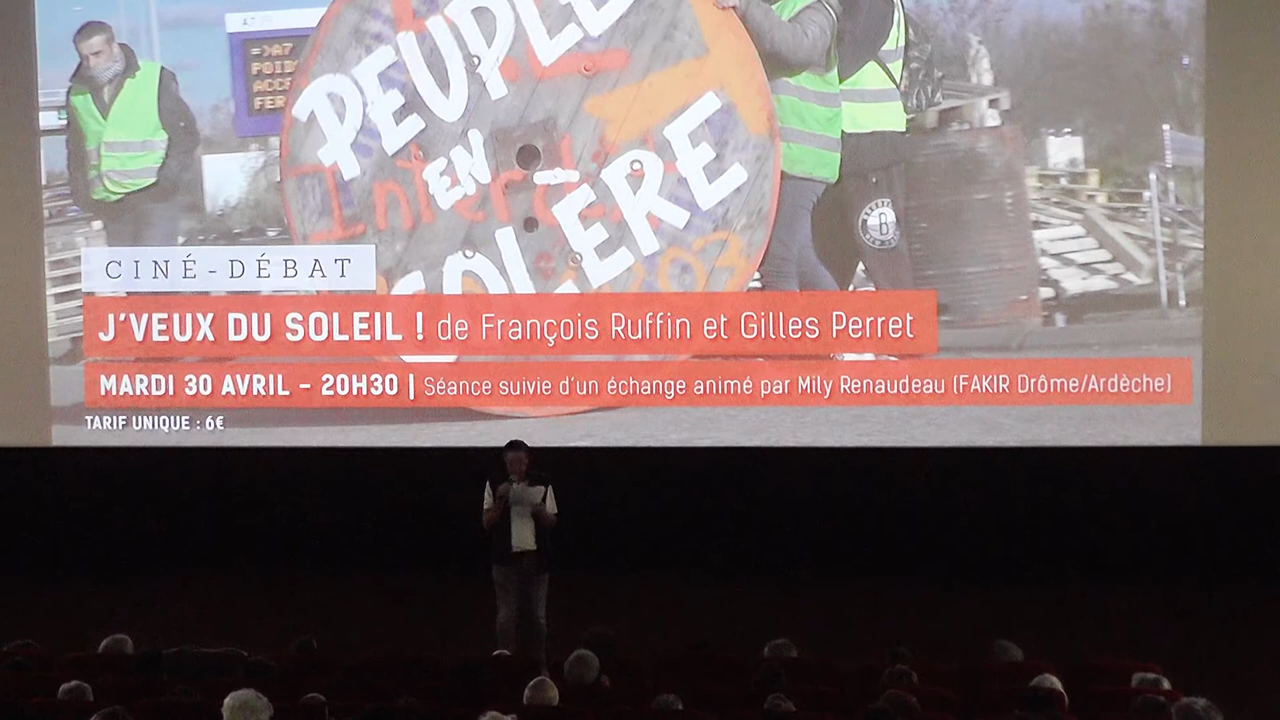 =>A7
PEUPLE
EN
COLÈRE
CINÉ-DÉBAT
J'VEUX DU SOLEIL ! de François Ruffin et Gilles Perret
MARDI 30 AVRIL – 20H30 | Séance suivie d'un échange animé par Mily Renaudeau (FAKIR Drôme/Ardèche)
TARIF UNIQUE : 6€
B